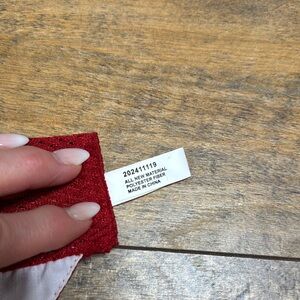 202411119
ALL NEW MATERIAL
POLYESTER FIBER
MADE IN CHINA